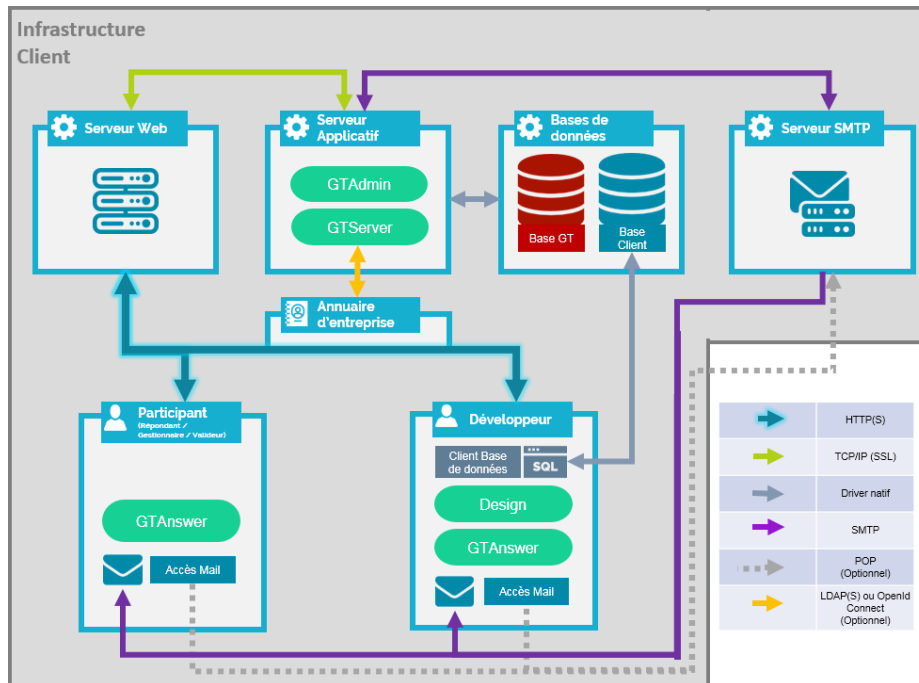 Infrastructure
Client
Serveur Web
Serveur
Applicatif
GTAdmin
GTServer
Bases de
données
Base GT
Base
Client
Serveur SMTP
Annuaire
d'entreprise
Participant
(Répondant /
Gestionnaire / Valideur)
GTAnswer
Accès Mail
Développeur
Client Base
de données
SQL
Design
GTAnswer
Accès Mail
HTTP(S)
TCP/IP (SSL)
Driver natif
SMTP
POP
(Optionnel)
LDAP(S) ou OpenId
Connect
(Optionnel)